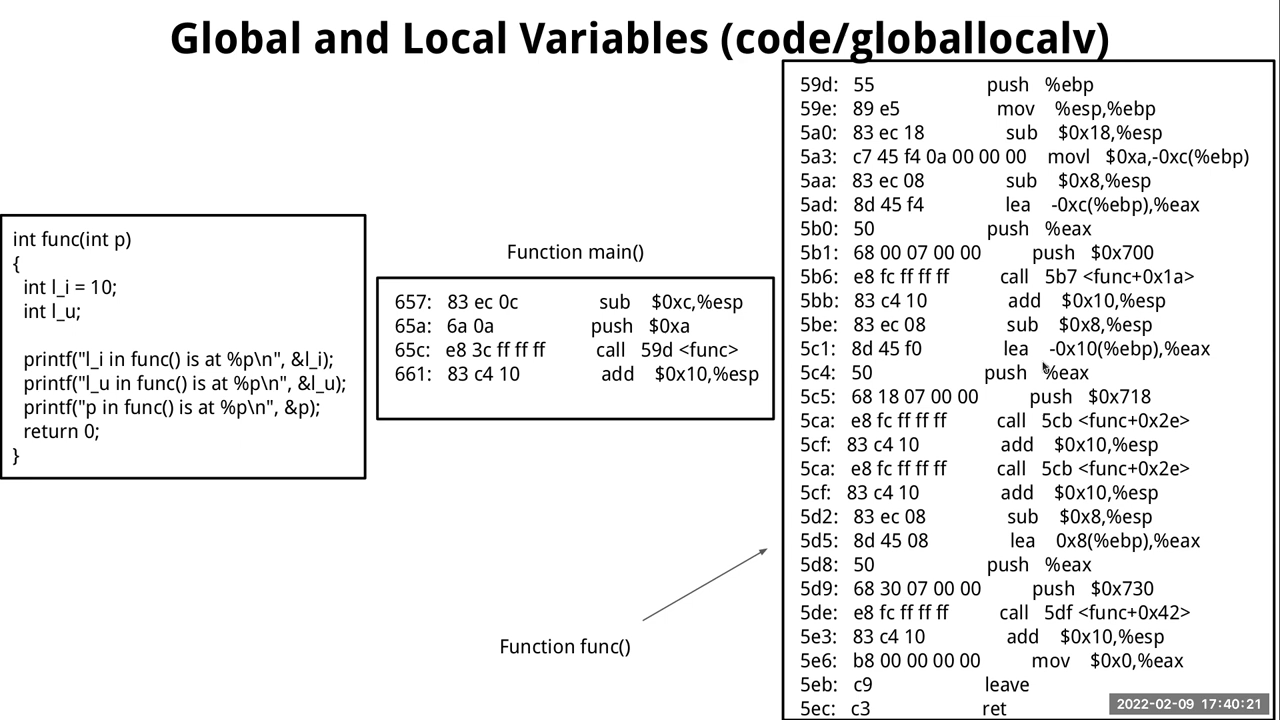 Global and Local Variables (code/globallocalv)
int func(int p)
{
int l_i = 10;
int l_u;
printf("l_i in func() is at %p\n", &l_i);
printf("l_u in func() is at %p\n", &l_u);
printf("p in func() is at %p\n", &p);
return 0;
}
Function main()
657: 83 ec 0c sub $0xc,%esp
65a: 6a 0a push $0xa
65c: e8 3c ff ff ff call 59d <func>
661: 83 c4 10 add $0x10,%esp
Function func()
59d: 55 push %ebp
59e: 89 e5 mov %esp,%ebp
5a0: 83 ec 18 sub $0x18,%esp
5a3: c7 45 f4 0a 00 00 00 movl $0xa,-0xc(%ebp)
5aa: 83 ec 08 sub $0x8,%esp
5ad: 8d 45 f4 lea -0xc(%ebp),%eax
5b0: 50 push %eax
5b1: 68 00 07 00 00 push $0x700
5b6: e8 fc ff ff ff call 5b7 <func+0x1a>
5bb: 83 c4 10 add $0x10,%esp
5be: 83 ec 08 sub $0x8,%esp
5c1: 8d 45 f0 lea -0x10(%ebp),%eax
5c4: 50 push %eax
5c5: 68 18 07 00 00 push $0x718
5ca: e8 fc ff ff ff call 5cb <func+0x2e>
5cf: 83 c4 10 add $0x10,%esp
5ca: e8 fc ff ff ff call 5cb <func+0x2e>
5cf: 83 c4 10 add $0x10,%esp
5d2: 83 ec 08 sub $0x8,%esp
5d5: 8d 45 08 lea 0x8(%ebp),%eax
5d8: 50 push %eax
5d9: 68 30 07 00 00 push $0x730
5de: e8 fc ff ff ff call 5df <func+0x42>
5e3: 83 c4 10 add $0x10,%esp
5e6: b8 00 00 00 00 mov $0x0,%eax
5eb: c9 leave
5ec: c3 ret
2022-02-09 17:40:21